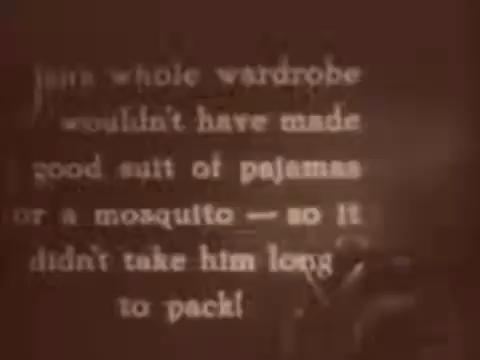 whole wardrobe
wouldn't have made
good suit of pajamas
or a mosquito — so it
didn't take him long
to pack!